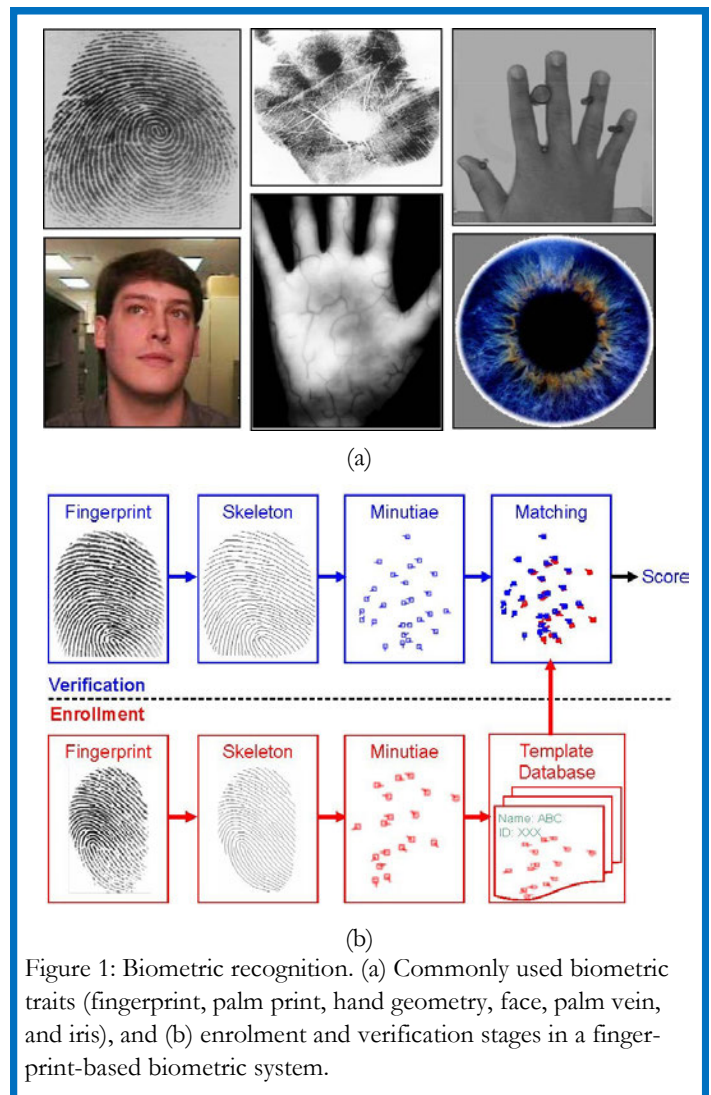 (a)
Fingerprint Skeleton Minutiae Matching
Score
Verification
Enrollment
Fingerprint Skeleton Minutiae Template
Database
Name: ABC
ID: XXX
(b)
Figure 1: Biometric recognition. (a) Commonly used biometric
traits (fingerprint, palm print, hand geometry, face, palm vein,
and iris), and (b) enrolment and verification stages in a finger-
print-based biometric system.